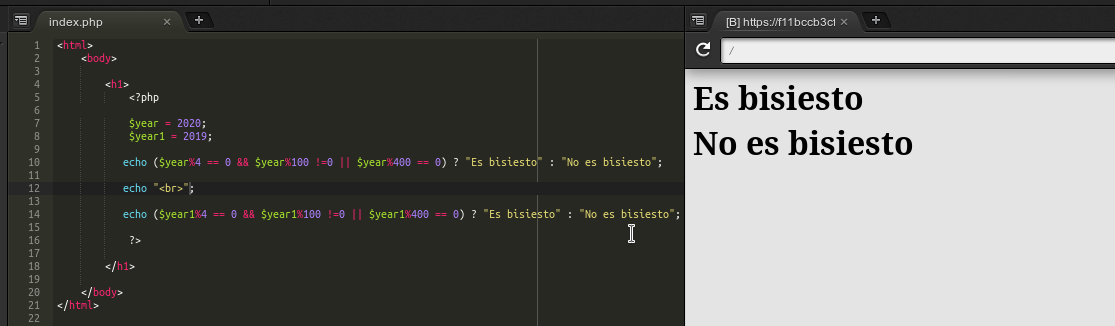 index.php × +
1 <html>
2 <body>
3
4 <h1>
5 <?php
6
7 $year = 2020;
8 $year1 = 2019;
9
10 echo ($year%4 == 0 && $year%100 !=0 || $year%400 == 0) ? "Es bisiesto" : "No es bisiesto";
11
12 echo "<br>";
13
14 echo ($year1%4 == 0 && $year1%100 !=0 || $year1%400 == 0) ? "Es bisiesto" : "No es bisiesto";
15
16 ?>
17
18 </h1>
19
20 </body>
21 </html>
22
[B] https://f11bccb3cf × +
/
Es bisiesto
No es bisiesto